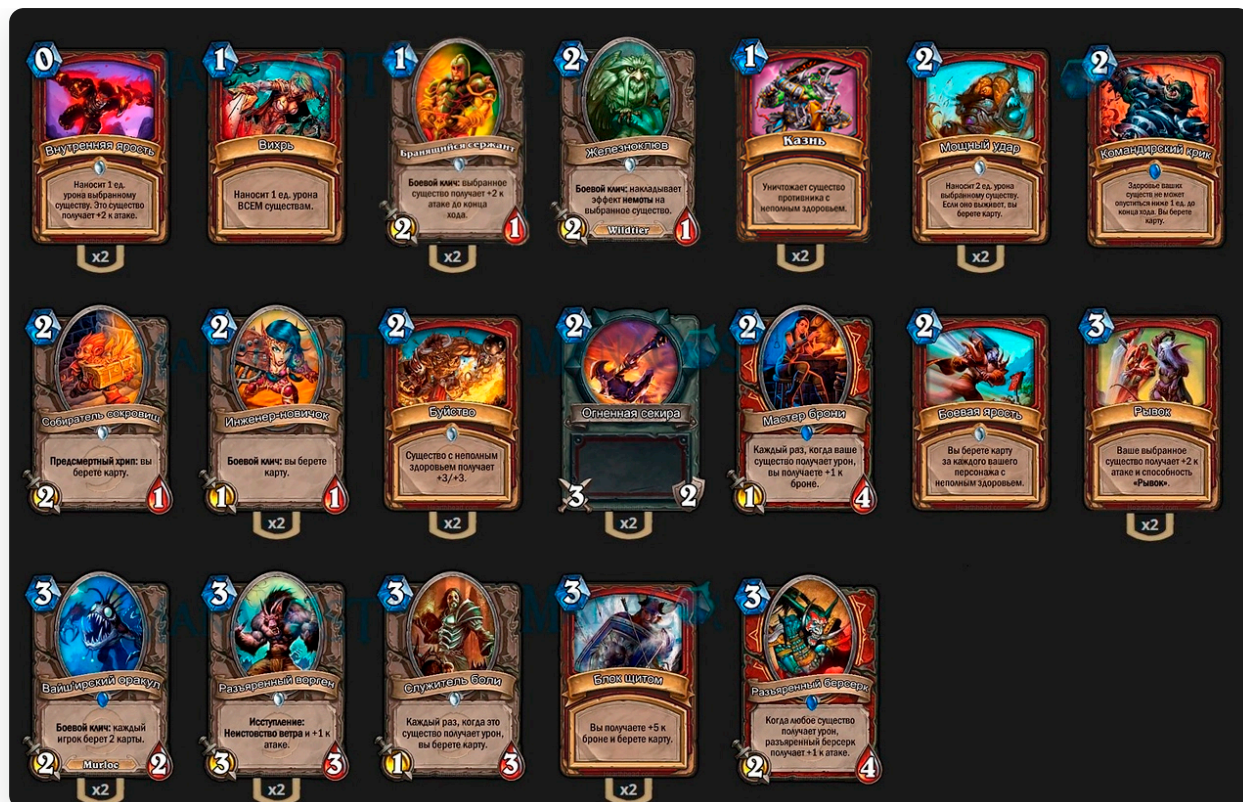 0
Внутренняя ярость
Наносит 1 ед.
урона выбранному
существу. Это существо
получает +2 к атаке.
x2
1
Вихрь
Наносит 1 ед. урона
ВСЕМ существам.
1
Бранящийся сержант
Боевой клич: выбранное
существо получает +2 к
атаке до конца
хода.
2
1
x2
2
Железноклюв
Боевой клич: накладывает
эффект немоты на
выбранное существо.
2
Wildtier
1
1
Казнь
Уничтожает существо
противника с
неполным здоровьем.
x2
2
Мощный удар
Наносит 2 ед. урона
выбранному существу.
Если оно выживет, вы
берете карту.
x2
2
Командирский крик
Здоровье ваших
существ не может
опуститься ниже 1 ед. до
конца хода. Вы берете
карту.
2
Собиратель сокровищ
Предсмертный хрип: вы
берете карту.
2
1
2
Инженер-новичок
Боевой клич: вы берете
карту.
1
1
x2
2
Буйство
Существо с неполным
здоровьем получает
+3/+3.
x2
2
Огненная секира
3
2
x2
2
Мастер брони
Каждый раз, когда ваше
существо получает урон,
вы получаете +1 к
броне.
1
4
2
Боевая ярость
Вы берете карту
за каждого вашего
персонажа с
неполным здоровьем.
3
Рывок
Ваше выбранное
существо получает +2 к
атаке и способность
«Рывок».
x2
3
Вайш'ирский оракул
Боевой клич: каждый
игрок берет 2 карты.
2
Murloc
2
x2
3
Разъяренный ворген
Исступление:
Неистовство ветра и +1 к
атаке.
3
3
x2
3
Служитель боли
Каждый раз, когда это
существо получает урон,
вы берете карту.
1
3
3
Блок щитом
Вы получаете +5 к
броне и берете карту.
x2
3
Разъяренный берсерк
Когда любое существо
получает урон,
разъяренный берсерк
получает +1 к атаке.
2
4